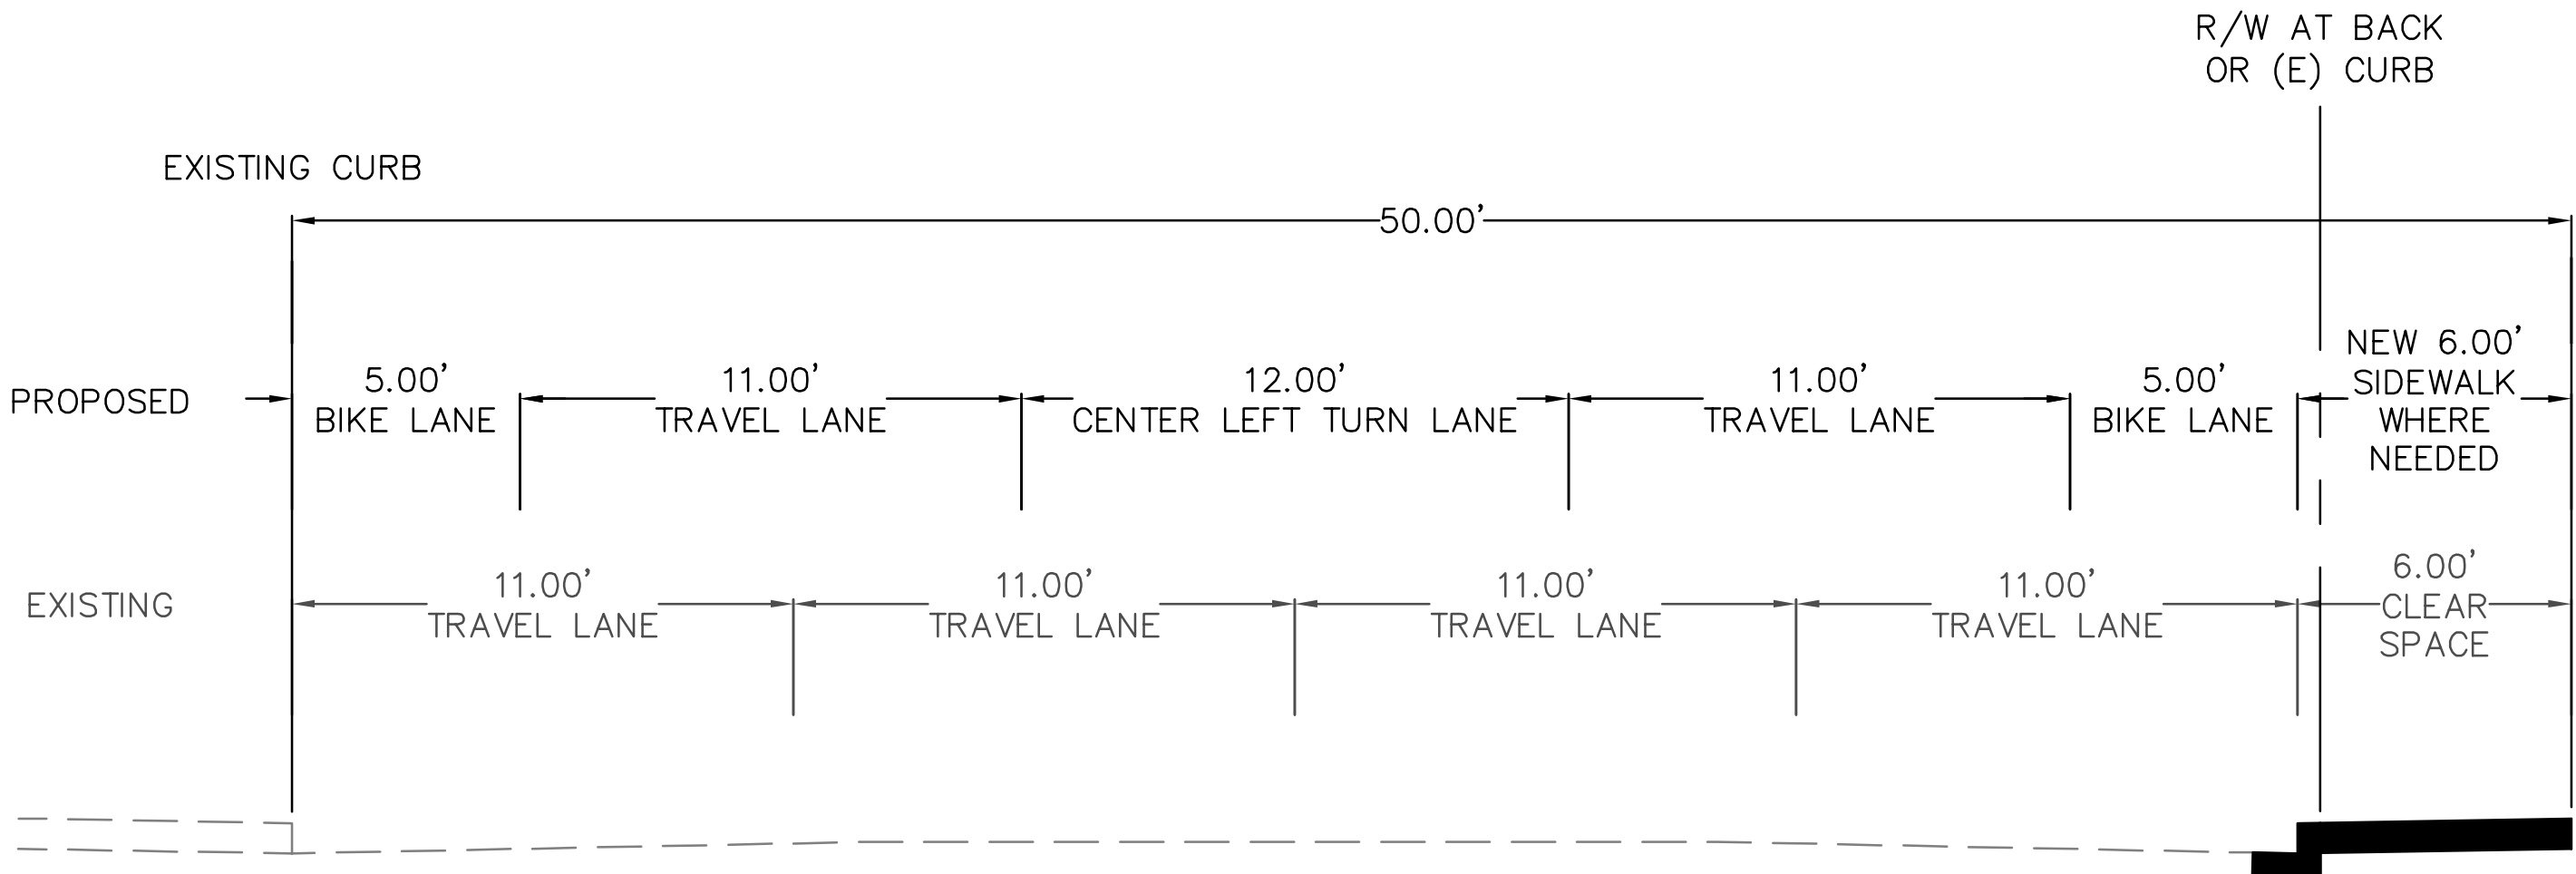 R/W AT BACK
OR (E) CURB
EXISTING CURB
50.00'
PROPOSED
5.00'
BIKE LANE
11.00'
TRAVEL LANE
12.00'
CENTER LEFT TURN LANE
11.00'
TRAVEL LANE
5.00'
BIKE LANE
NEW 6.00'
SIDEWALK
WHERE
NEEDED
EXISTING
11.00'
TRAVEL LANE
11.00'
TRAVEL LANE
11.00'
TRAVEL LANE
11.00'
TRAVEL LANE
6.00'
CLEAR
SPACE